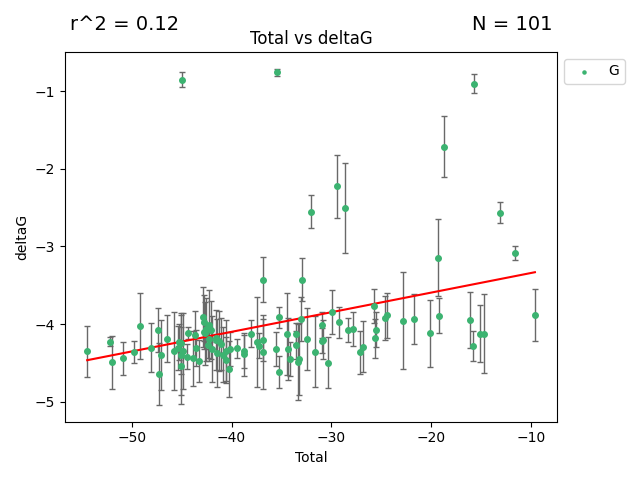 r^2 = 0.12
N = 101
Total vs deltaG
G
−1
−2
−3
−4
−5
deltaG
−50
−40
−30
−20
−10
Total